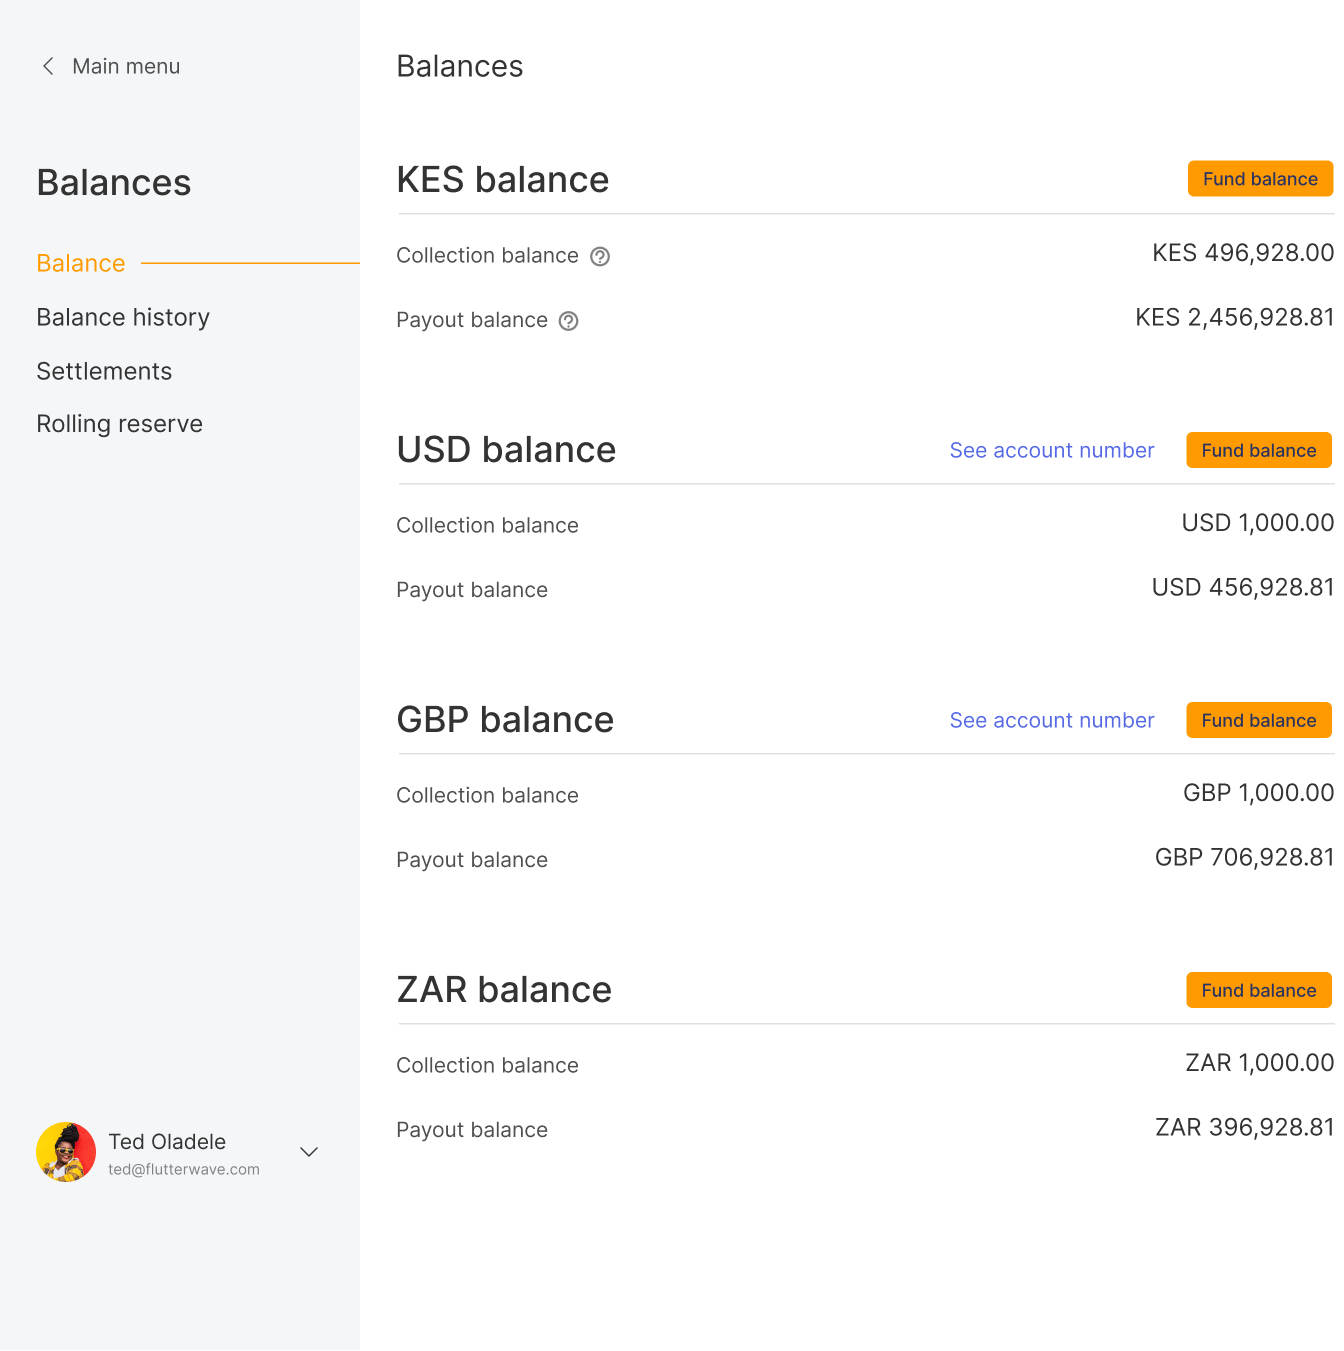 Main menu
Balances
Balance
Balance history
Settlements
Rolling reserve
Ted Oladele
ted@flutterwave.com
Balances
KES balance
Fund balance
Collection balance
KES 496,928.00
Payout balance
KES 2,456,928.81
USD balance
See account number
Fund balance
Collection balance
USD 1,000.00
Payout balance
USD 456,928.81
GBP balance
See account number
Fund balance
Collection balance
GBP 1,000.00
Payout balance
GBP 706,928.81
ZAR balance
Fund balance
Collection balance
ZAR 1,000.00
Payout balance
ZAR 396,928.81